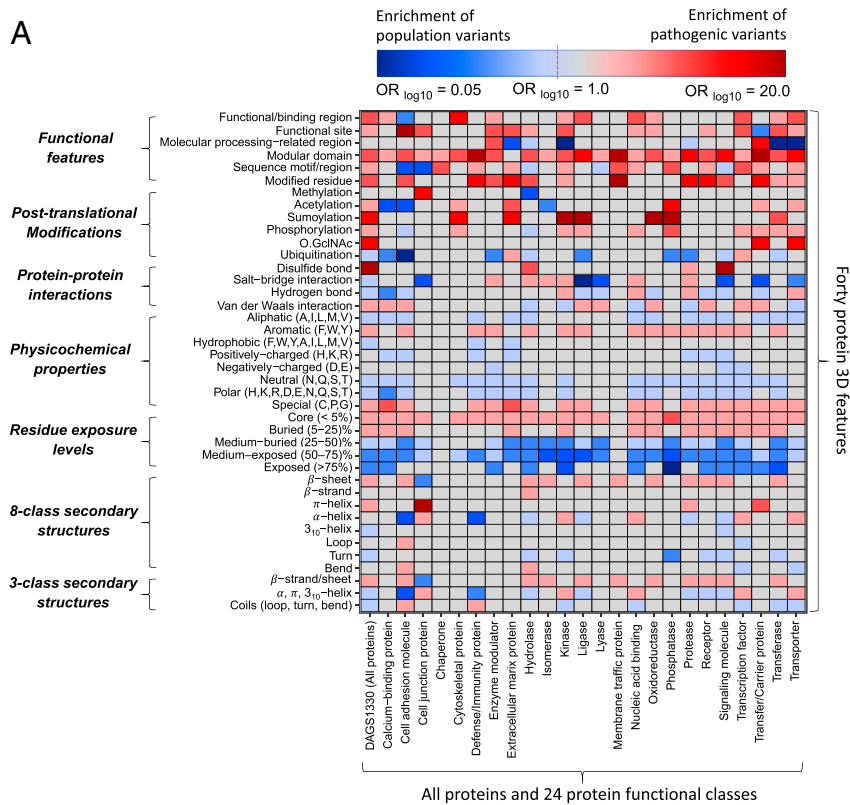 A
Enrichment of
population variants
Enrichment of
pathogenic variants
OR log10 = 0.05
OR log10 = 1.0
OR log10 = 20.0
Functional
features
Post-translational
Modifications
Protein-protein
interactions
Physicochemical
properties
Residue exposure
levels
8-class secondary
structures
3-class secondary
structures
Functional/binding region
Functional site
Molecular processing-related region
Modular domain
Sequence motif/region
Modified residue
Methylation
Acetylation
Sumoylation
Phosphorylation
O.GclNAc
Ubiquitination
Disulfide bond
Salt-bridge interaction
Hydrogen bond
Van der Waals interaction
Aliphatic (A,I,L,M,V)
Aromatic (F,W,Y)
Hydrophobic (F,W,Y,A,I,L,M,V)
Positively-charged (H,K,R)
Negatively-charged (D,E)
Neutral (N,Q,S,T)
Polar (H,K,R,D,E,N,Q,S,T)
Special (C,P,G)
Core (< 5%)
Buried (5−25)%
Medium-buried (25−50)%
Medium−exposed (50−75)%
Exposed (>75%)
β−sheet
β−strand
π−helix
α−helix
3₁₀−helix
Loop
Turn
Bend
β−strand/sheet
α, π, 3₁₀−helix
Coils (loop, turn, bend)
Forty protein 3D features
DAGS1330 (All proteins)
Calcium−binding protein
Cell adhesion molecule
Cell junction protein
Chaperone
Cytoskeletal protein
Defense/Immunity protein
Enzyme modulator
Extracellular marix protein
Hydrolase
Isomerase
Kinase
Ligase
Lyase
Membrane traffic protein
Nucleic acid binding
Oxidoreductase
Phosphatase
Protease
Receptor
Signaling molecule
Transcription factor
Transfer/Carrier protein
Transferase
Transporter
All proteins and 24 protein functional classes